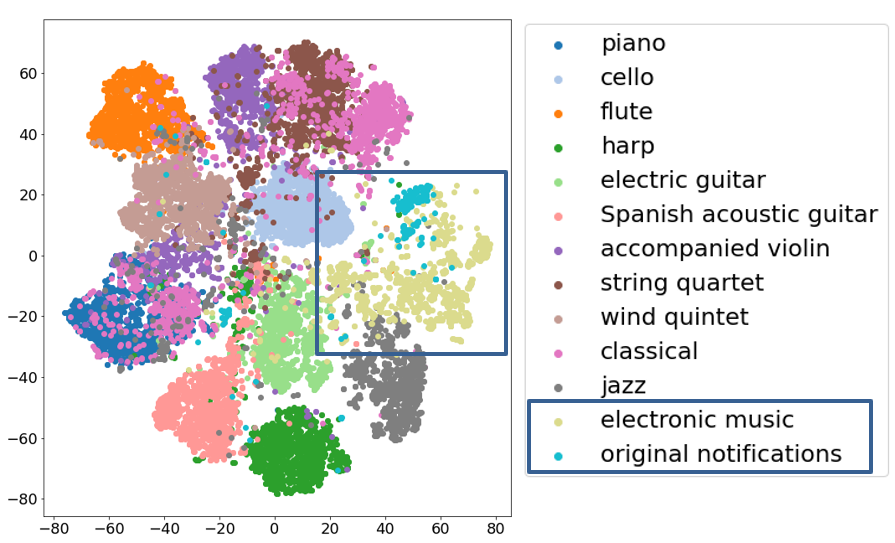 60
40
20
0
−20
−40
−60
−80
−80 −60 −40 −20 0 20 40 60 80
piano
cello
flute
harp
electric guitar
Spanish acoustic guitar
accompanied violin
string quartet
wind quintet
classical
jazz
electronic music
original notifications